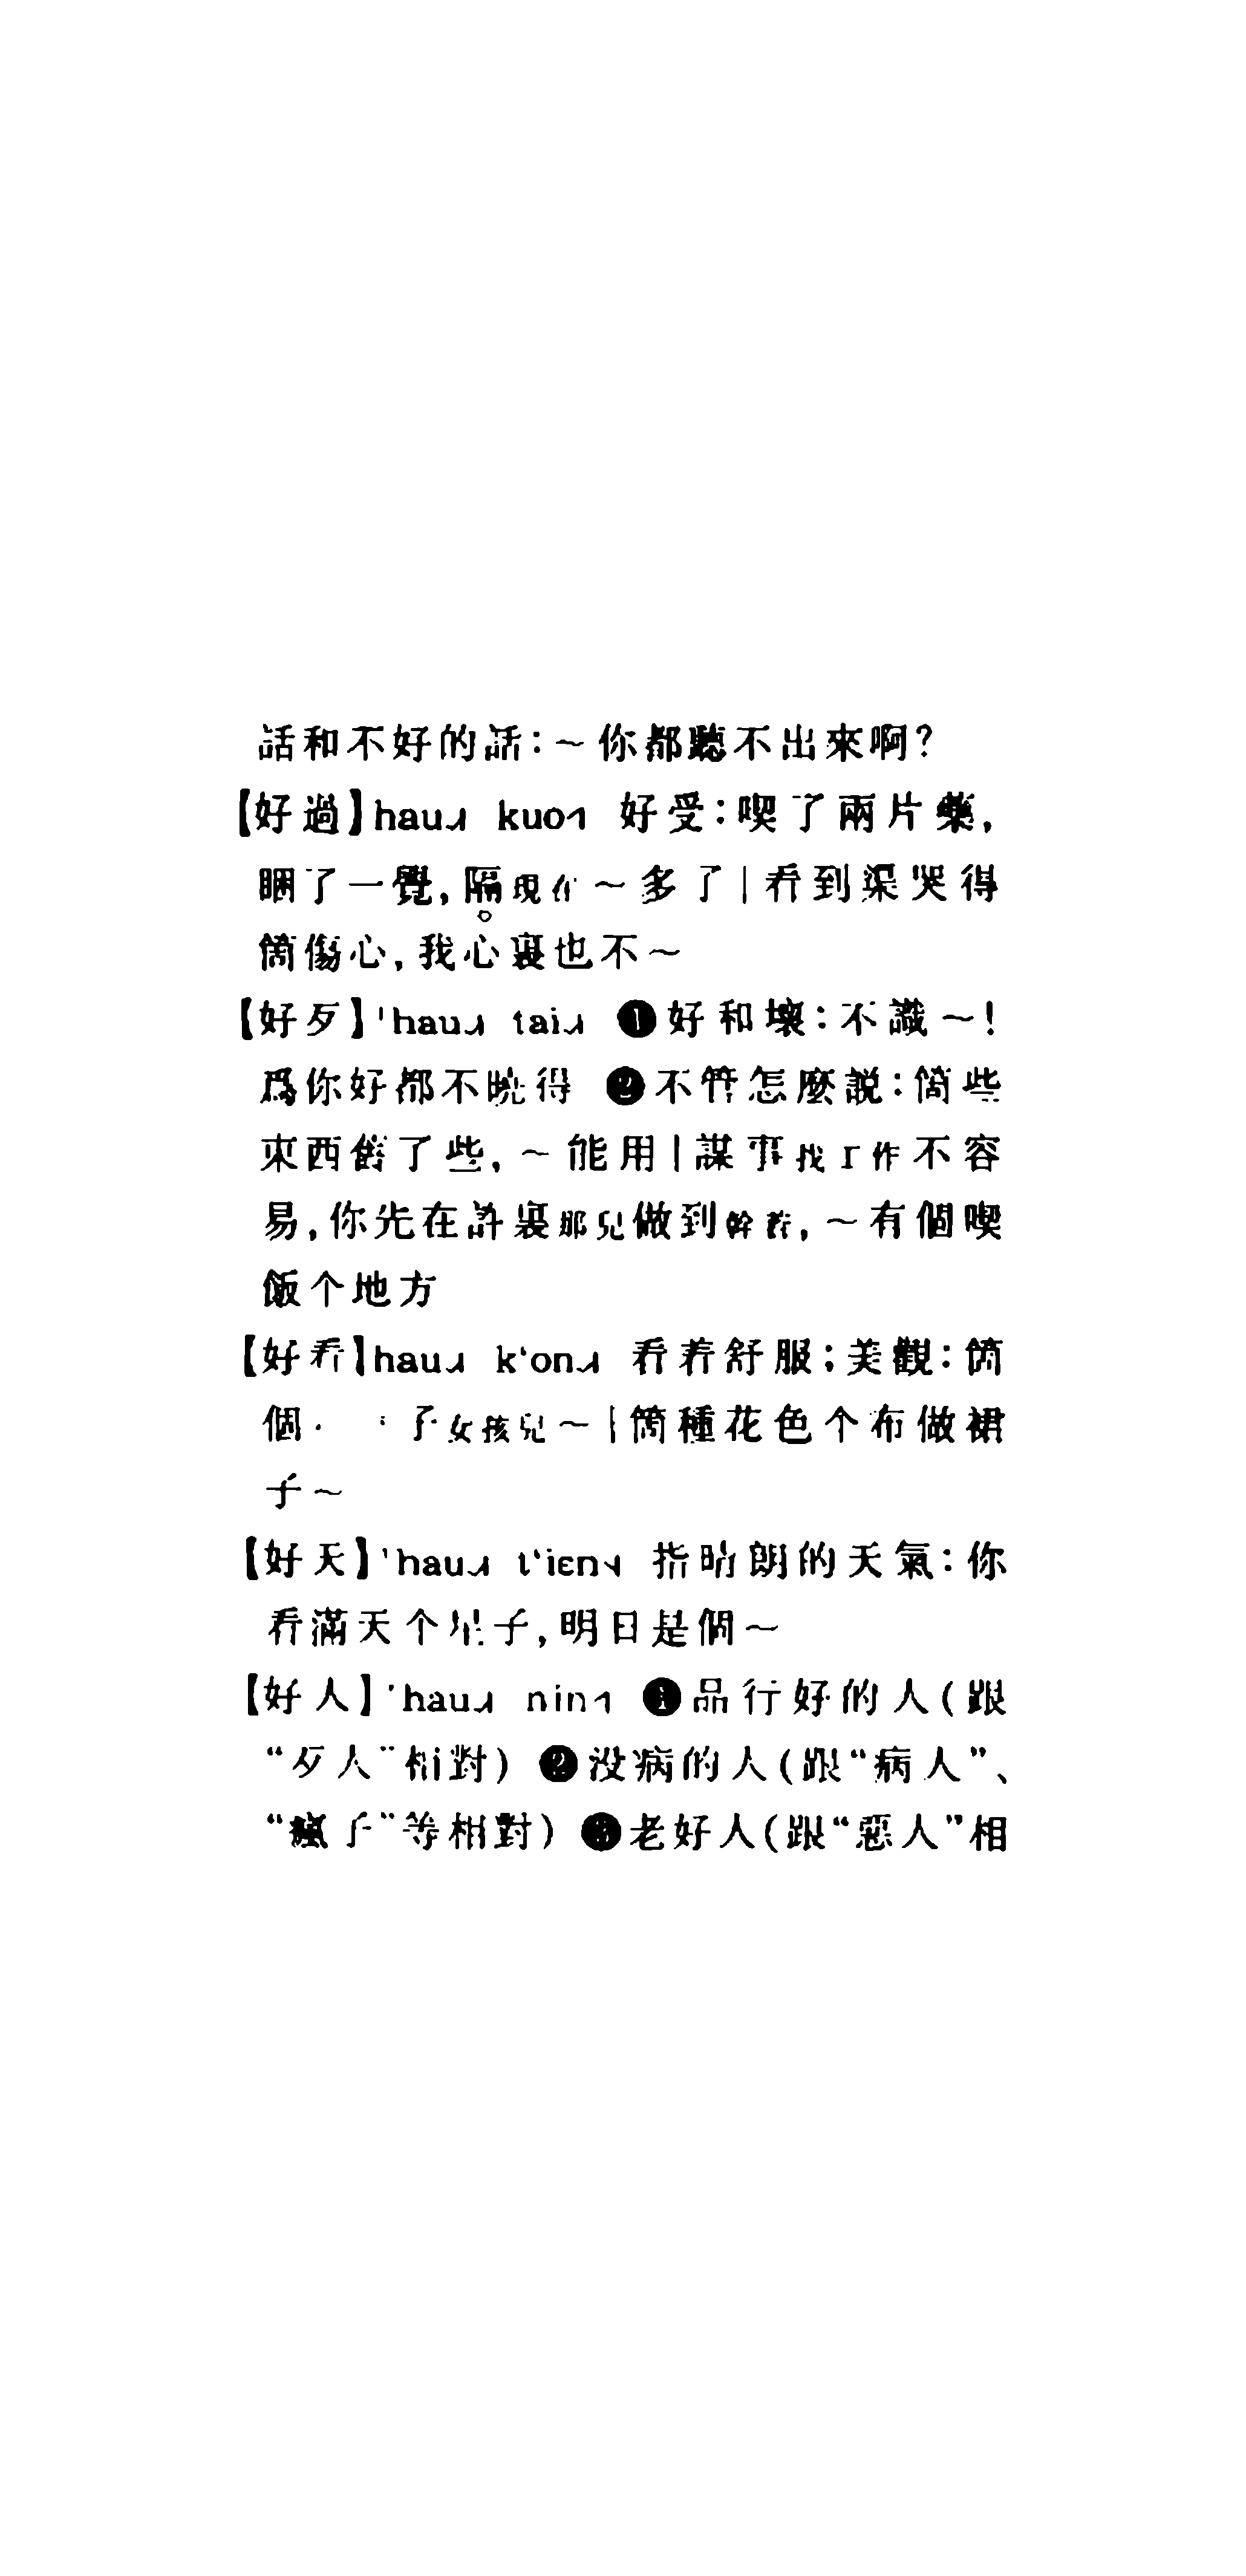 話和不好的話:～你都聽不出來啊?
【好過】hau˩ kuo˥ 好受:喫了兩片藥,
睏了一覺,隔現在～多了|看到渠哭得
箇傷心,我心裏也不～
【好歹】'hau˩ tai˩ ❶好和壞:不識～!
爲你好都不曉得 ❷不管怎麽説:箇些
東西舊了些,～能用|謀事找工作不容
易,你先在許裏那兒做到幹着,～有個喫
飯个地方
【好看】hau˩ k‘on˩ 看着舒服;美觀:箇
個 子女孩兒～|箇種花色个布做裙
子～
【好天】'hau˩ t‘iɛn˩ 指晴朗的天氣:你
看滿天个星子,明日是個～
【好人】'hau˩ nin˥ ❶品行好的人(跟
“歹人”相對) ❷没病的人(跟“病人”、
“瘋子”等相對) ❸老好人(跟“惡人”相